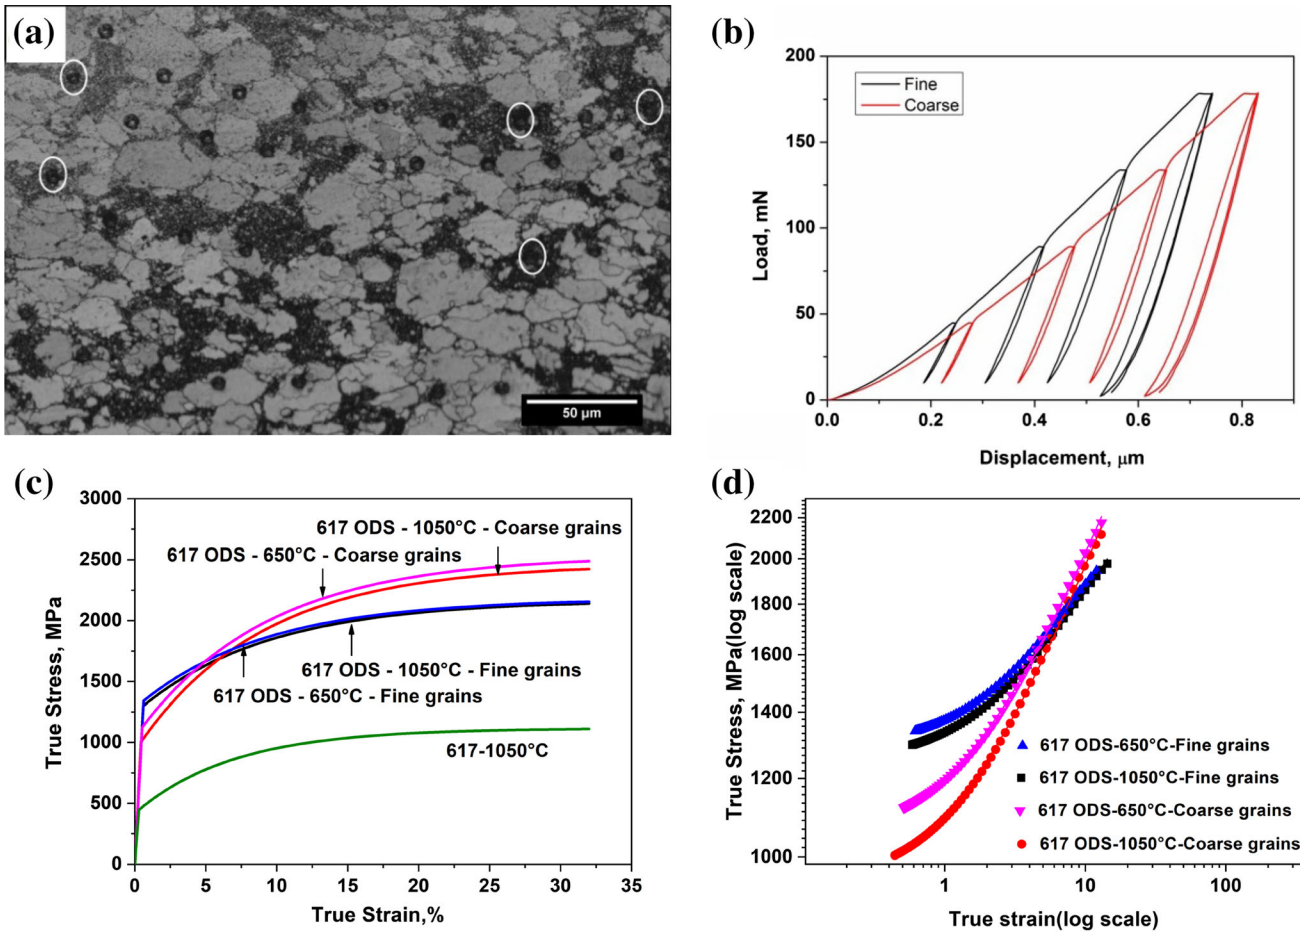 (a)
50 μm
(b)
200
150
100
50
0
Load, mN
Fine
Coarse
0.0 0.2 0.4 0.6 0.8
Displacement, μm
(c)
3000
2500
2000
1500
1000
500
0
True Stress, MPa
617 ODS - 1050°C - Coarse grains
617 ODS - 650°C - Coarse grains
617 ODS - 1050°C - Fine grains
617 ODS - 650°C - Fine grains
617-1050°C
0 5 10 15 20 25 30 35
True Strain,%
(d)
2200
2000
1800
1600
1400
1200
1000
True Stress, MPa(log scale)
617 ODS-650°C-Fine grains
617 ODS-1050°C-Fine grains
617 ODS-650°C-Coarse grains
617 ODS-1050°C-Coarse grains
1 10 100
True strain(log scale)